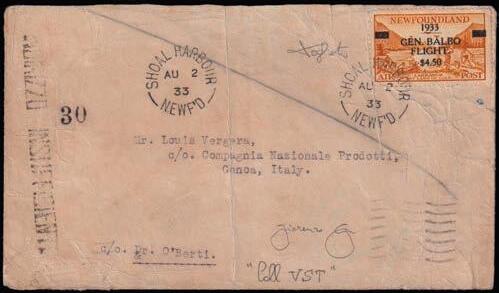 NEWFOUNDLAND
1933
GEN. BALBO
FLIGHT.
$4.50
AIR POST
SHOAL HARBOUR
AU 2
33
NEWF'D
SHOAL HARBOUR
AU 2
33
NEWF'D
30
Mr. Louis Vergera,
c/o. Compagnia Nazionale Prodotti,
Genoa, Italy.
c/o. Dr. O'Berti.
"Coll VST"